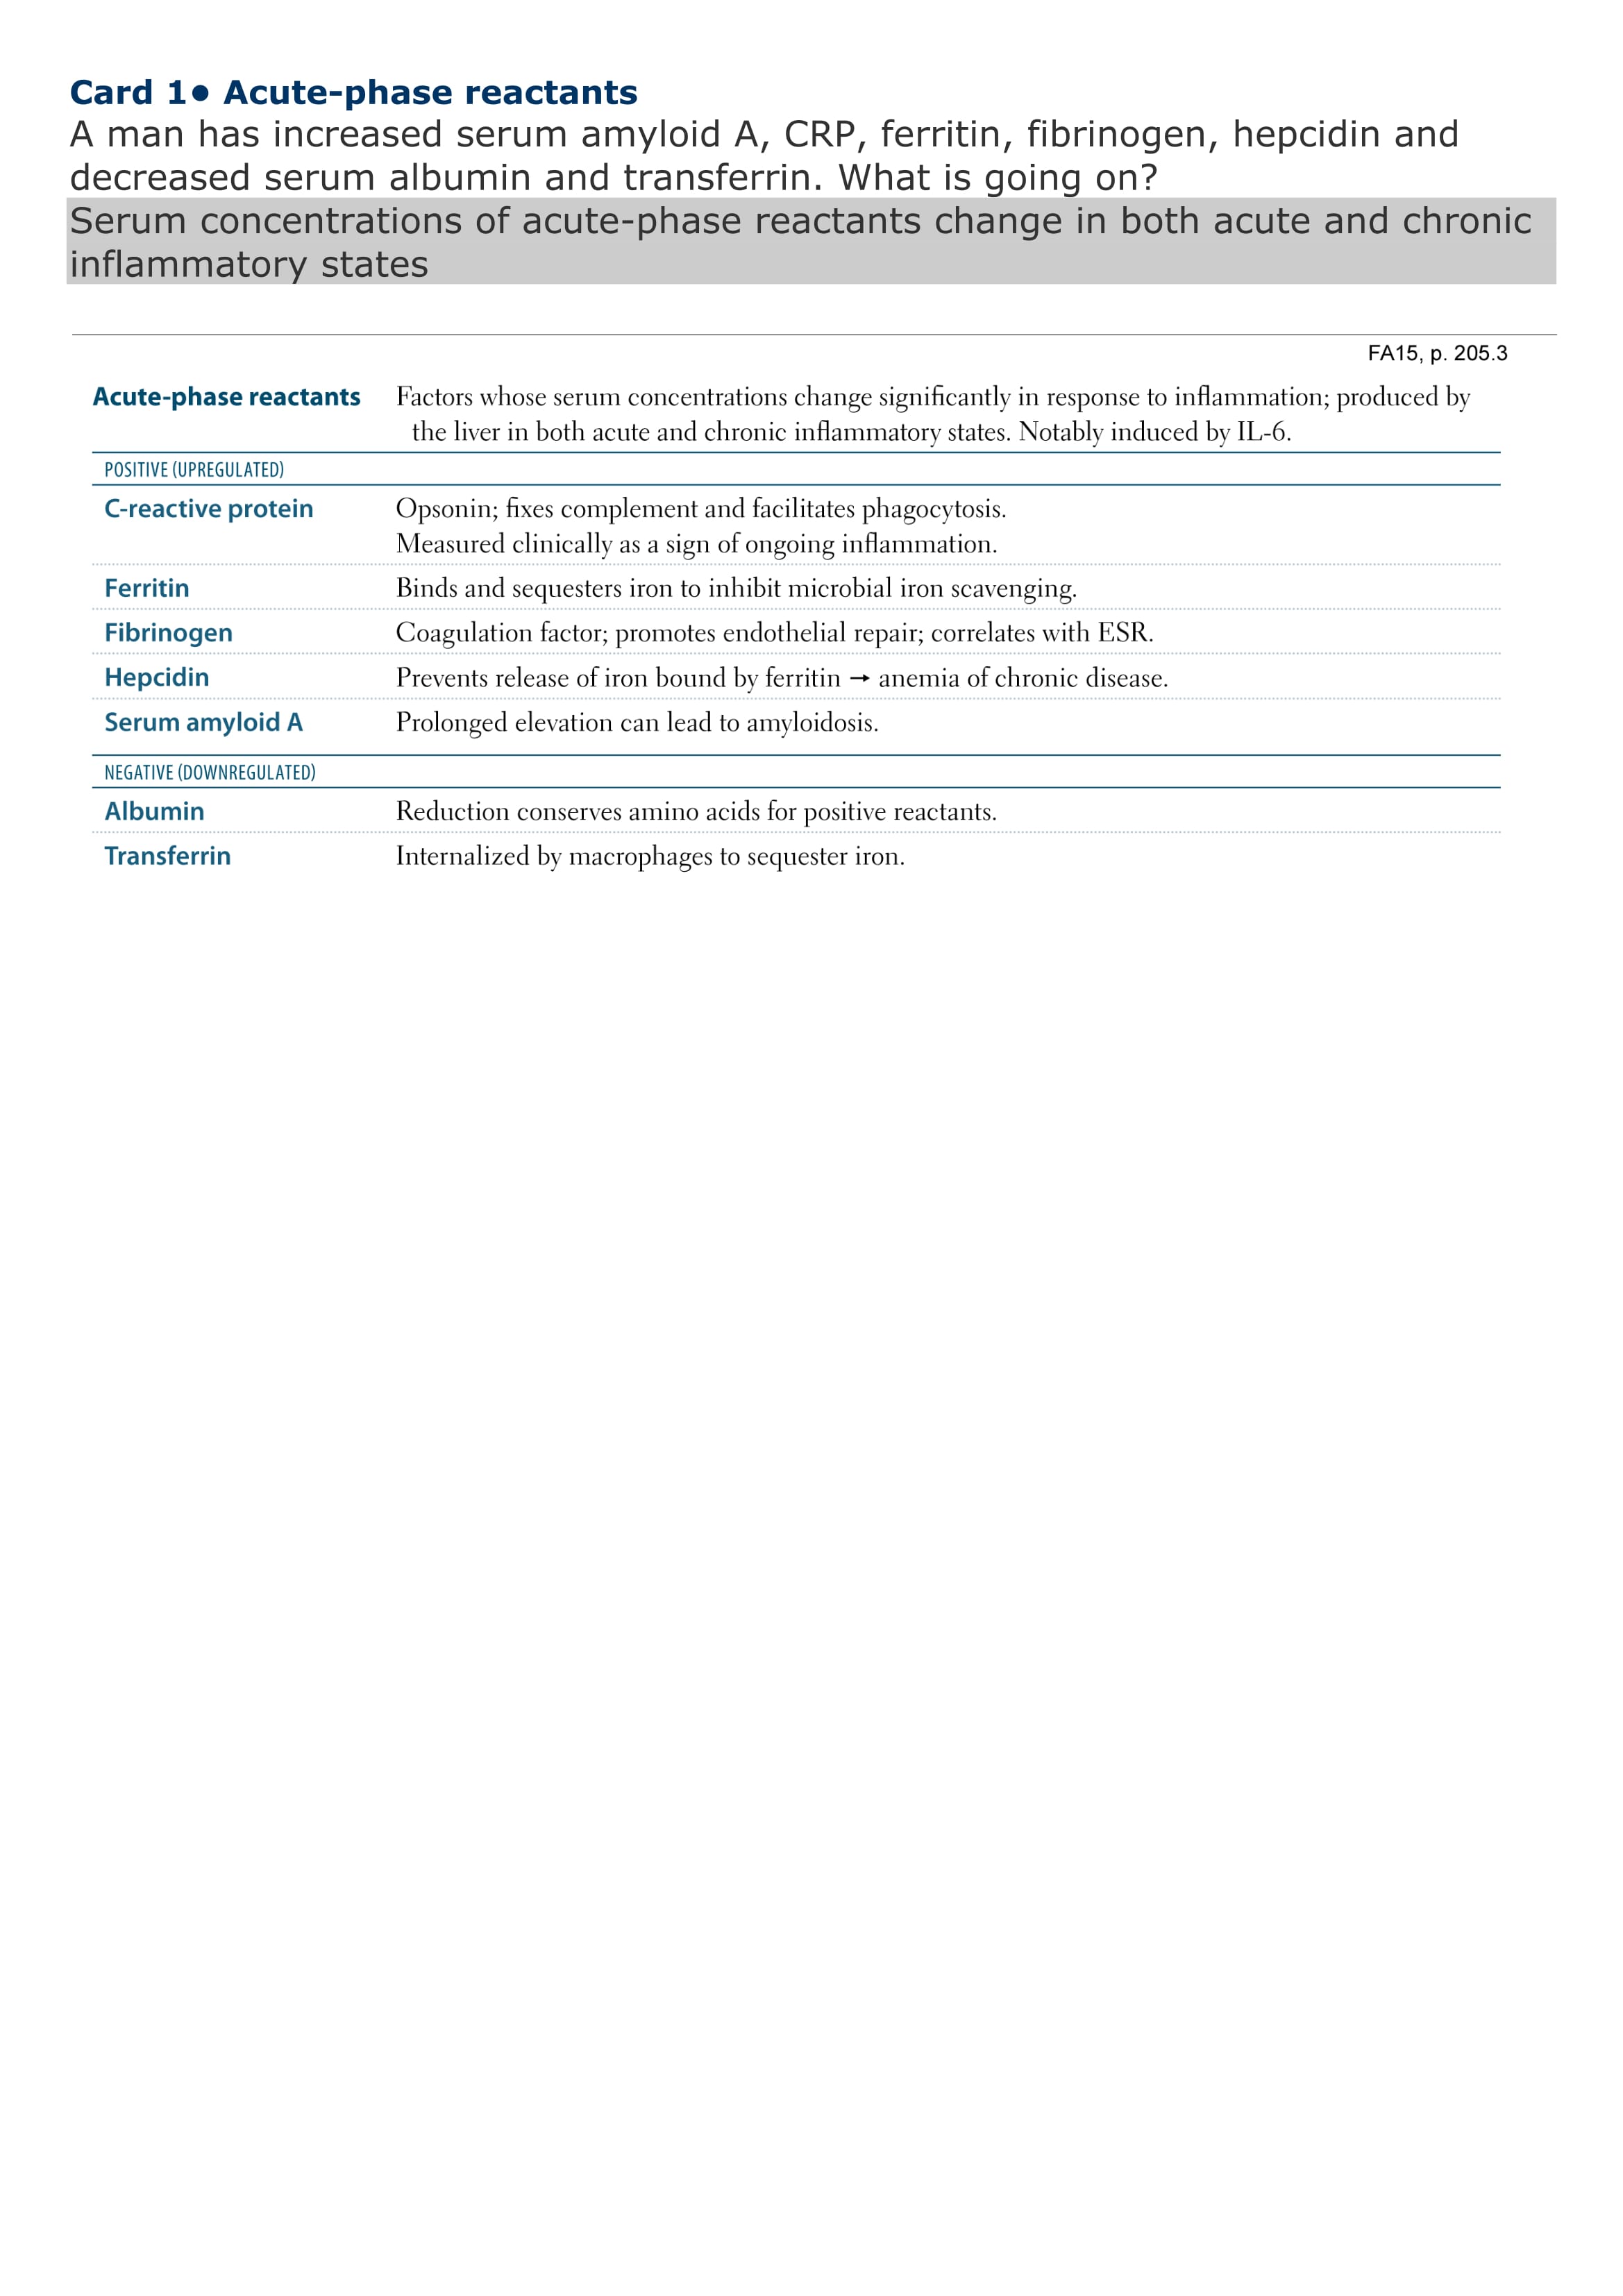 Card 1• Acute-phase reactants
A man has increased serum amyloid A, CRP, ferritin, fibrinogen, hepcidin and
decreased serum albumin and transferrin. What is going on?
Serum concentrations of acute-phase reactants change in both acute and chronic
inflammatory states
FA15, p. 205.3
Acute-phase reactants Factors whose serum concentrations change significantly in response to inflammation; produced by
the liver in both acute and chronic inflammatory states. Notably induced by IL-6.
POSITIVE (UPREGULATED)
C-reactive protein Opsonin; fixes complement and facilitates phagocytosis.
Measured clinically as a sign of ongoing inflammation.
Ferritin Binds and sequesters iron to inhibit microbial iron scavenging.
Fibrinogen Coagulation factor; promotes endothelial repair; correlates with ESR.
Hepcidin Prevents release of iron bound by ferritin → anemia of chronic disease.
Serum amyloid A Prolonged elevation can lead to amyloidosis.
NEGATIVE (DOWNREGULATED)
Albumin Reduction conserves amino acids for positive reactants.
Transferrin Internalized by macrophages to sequester iron.